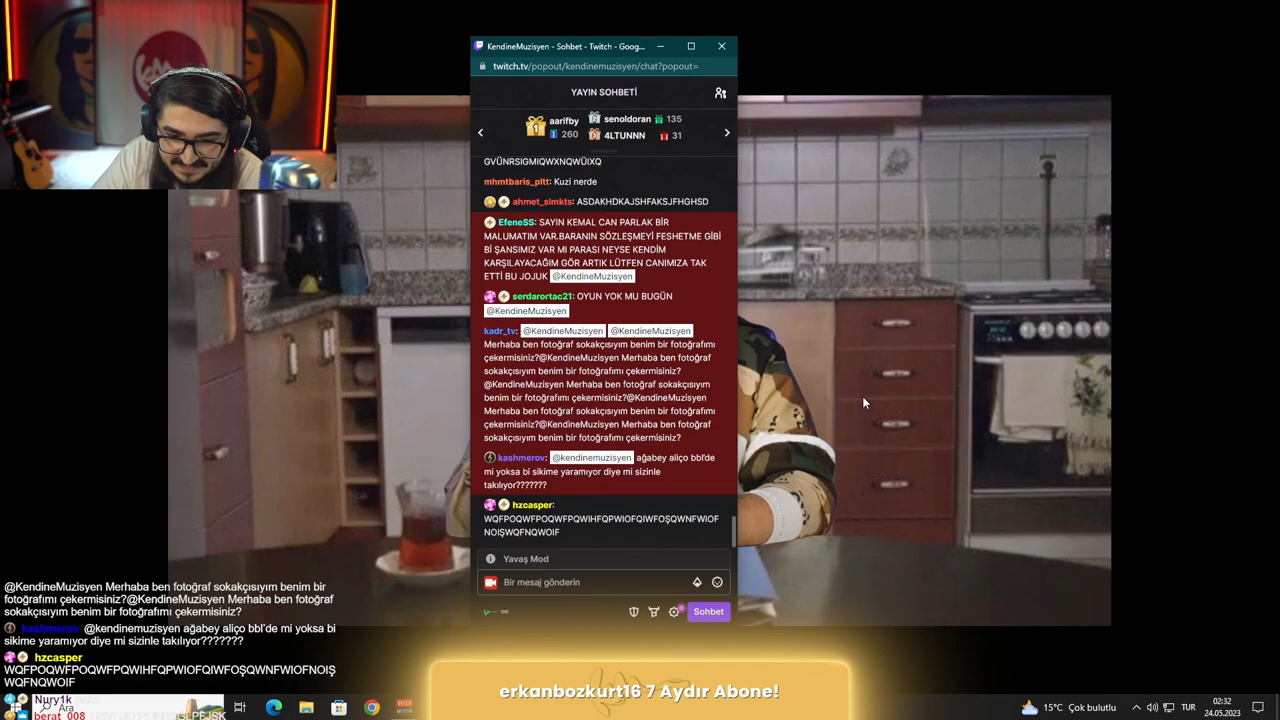 KendineMuzisyen - Sohbet - Twitch - Goog...
twitch.tv/popout/kendinemuzisyen/chat?popout=
YAYIN SOHBETİ
1 aarifby 260
senoldoran 135
4LTUNNN 31
GVÜNRSIGMIQWXNQWÜIXQ
mhmtbaris_pltt: Kuzi nerde
ahmet_slmkts: ASDAKHDKAJSHFAKSJFHGHSD
EfeneSS: SAYIN KEMAL CAN PARLAK BİR
MALUMATIM VAR.BARANIN SÖZLEŞMEYİ FESHETME GİBİ
Bİ ŞANSIMIZ VAR MI PARASI NEYSE KENDİM
KARŞILAYACAĞIM GÖR ARTIK LÜTFEN CANIMIZA TAK
ETTİ BU JOJUK @KendineMuzisyen
serdarortac21: OYUN YOK MU BUGÜN
@KendineMuzisyen
kadr_tv: @KendineMuzisyen @KendineMuzisyen
Merhaba ben fotoğraf sokakçısıyım benim bir fotoğrafımı
çekermisiniz?@KendineMuzisyen Merhaba ben fotoğraf
sokakçısıyım benim bir fotoğrafımı çekermisiniz?
@KendineMuzisyen Merhaba ben fotoğraf sokakçısıyım
benim bir fotoğrafımı çekermisiniz?@KendineMuzisyen
Merhaba ben fotoğraf sokakçısıyım benim bir fotoğrafımı
çekermisiniz?@KendineMuzisyen Merhaba ben fotoğraf
sokakçısıyım benim bir fotoğrafımı çekermisiniz?
kashmerov: @kendinemuzisyen ağabey aliço bbl'de
mi yoksa bi sikime yaramıyor diye mi sizinle
takılıyor???????
hzcasper:
WQFPOQWFPOQWFPQWIHFQPWIOFQIWFOŞQWNFWIOF
NOIŞWQFNQWOIF
Yavaş Mod
Bir mesaj gönderin
Sohbet
@KendineMuzisyen Merhaba ben fotoğraf sokakçısıyım benim bir
fotoğrafımı çekermisiniz?@KendineMuzisyen Merhaba ben fotoğraf
sokakçısıyım benim bir fotoğrafımı çekermisiniz?
kashmerov @kendinemuzisyen ağabey aliço bbl'de mi yoksa bi
sikime yaramıyor diye mi sizinle takılıyor???????
hzcasper
WQFPOQWFPOQWFPQWIHFQPWIOFQIWFOŞQWNFWIOFNOIŞ
WQFNQWOIF
Nury1k
Ara
berat_008
erkanbozkurt16 7 Aydır Abone!
15°C Çok bulutlu
TUR
02:32
24.05.2023